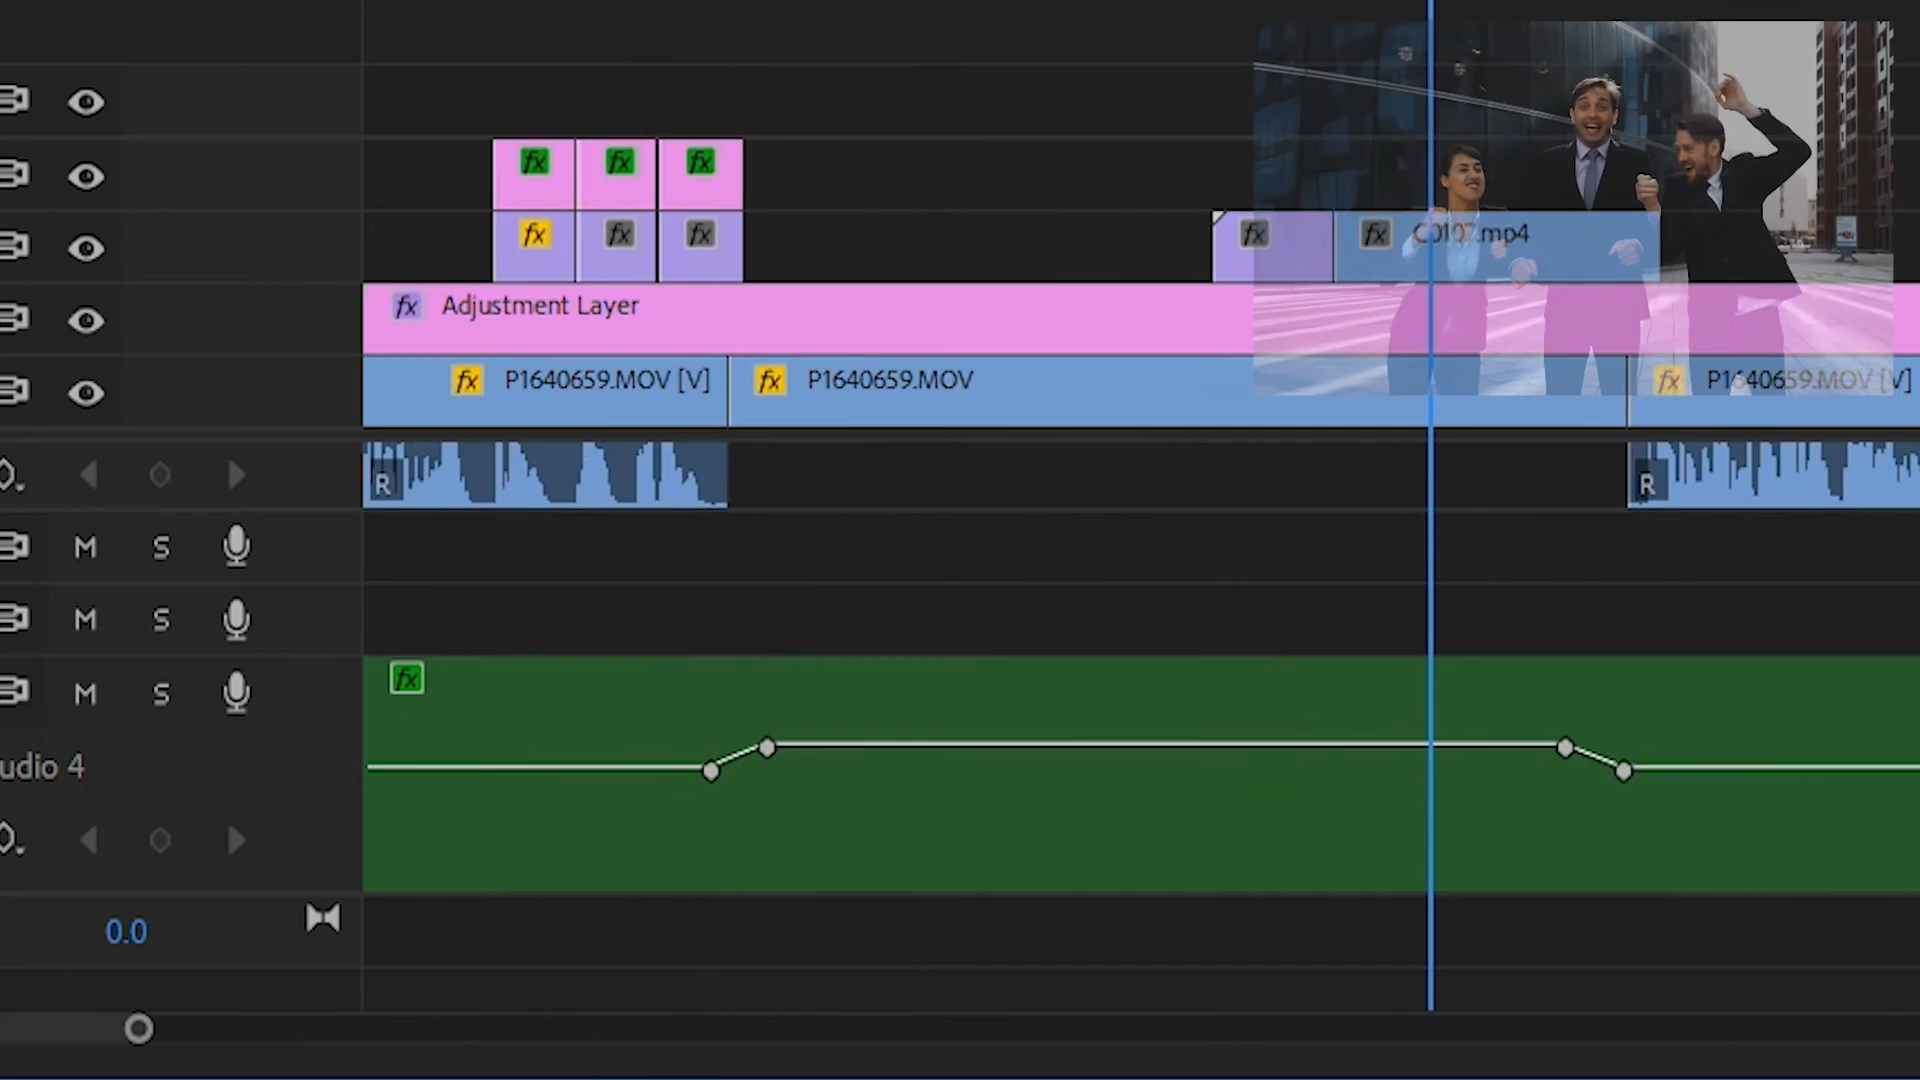 fx fx fx
fx fx fx fx fx C0107.mp4
fx Adjustment Layer
fx P1640659.MOV [V] fx P1640659.MOV fx P1640659.MOV [V]
R R
M S
M S
fx
M S
udio 4
0.0